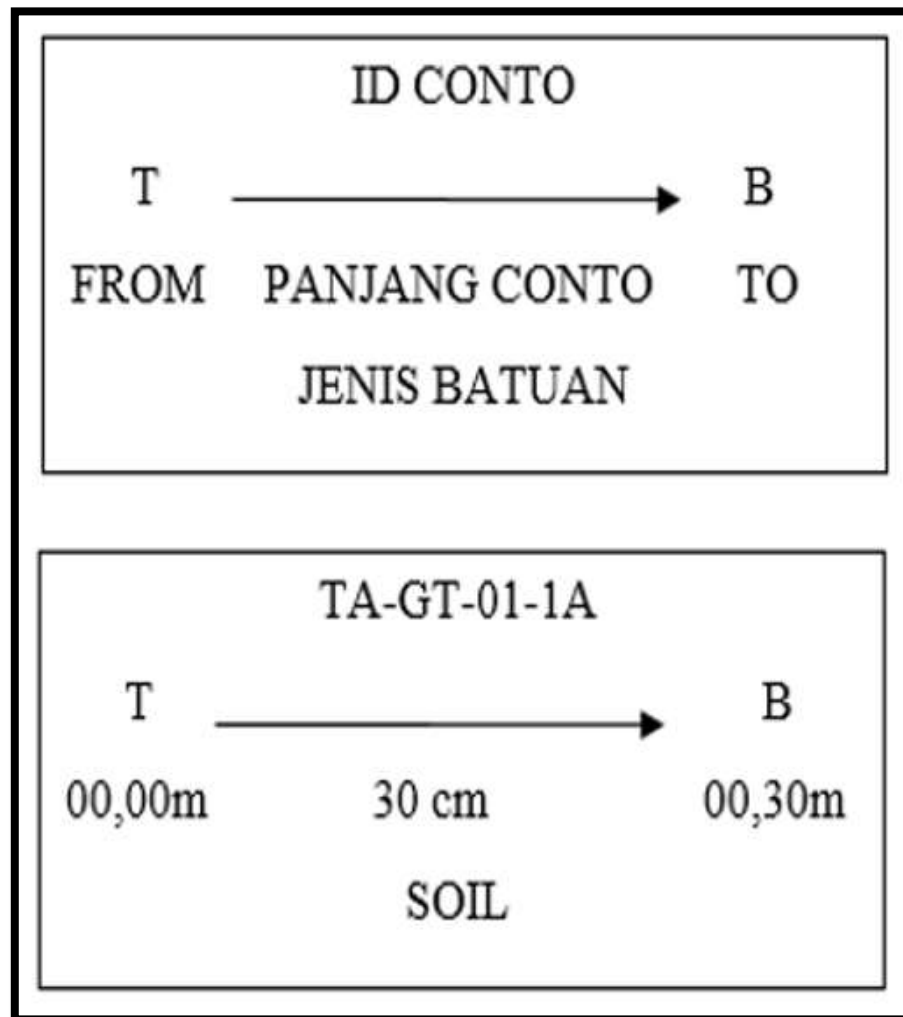 ID CONTO
T B
FROM PANJANG CONTO TO
JENIS BATUAN
TA-GT-01-1A
T B
00,00m 30 cm 00,30m
SOIL